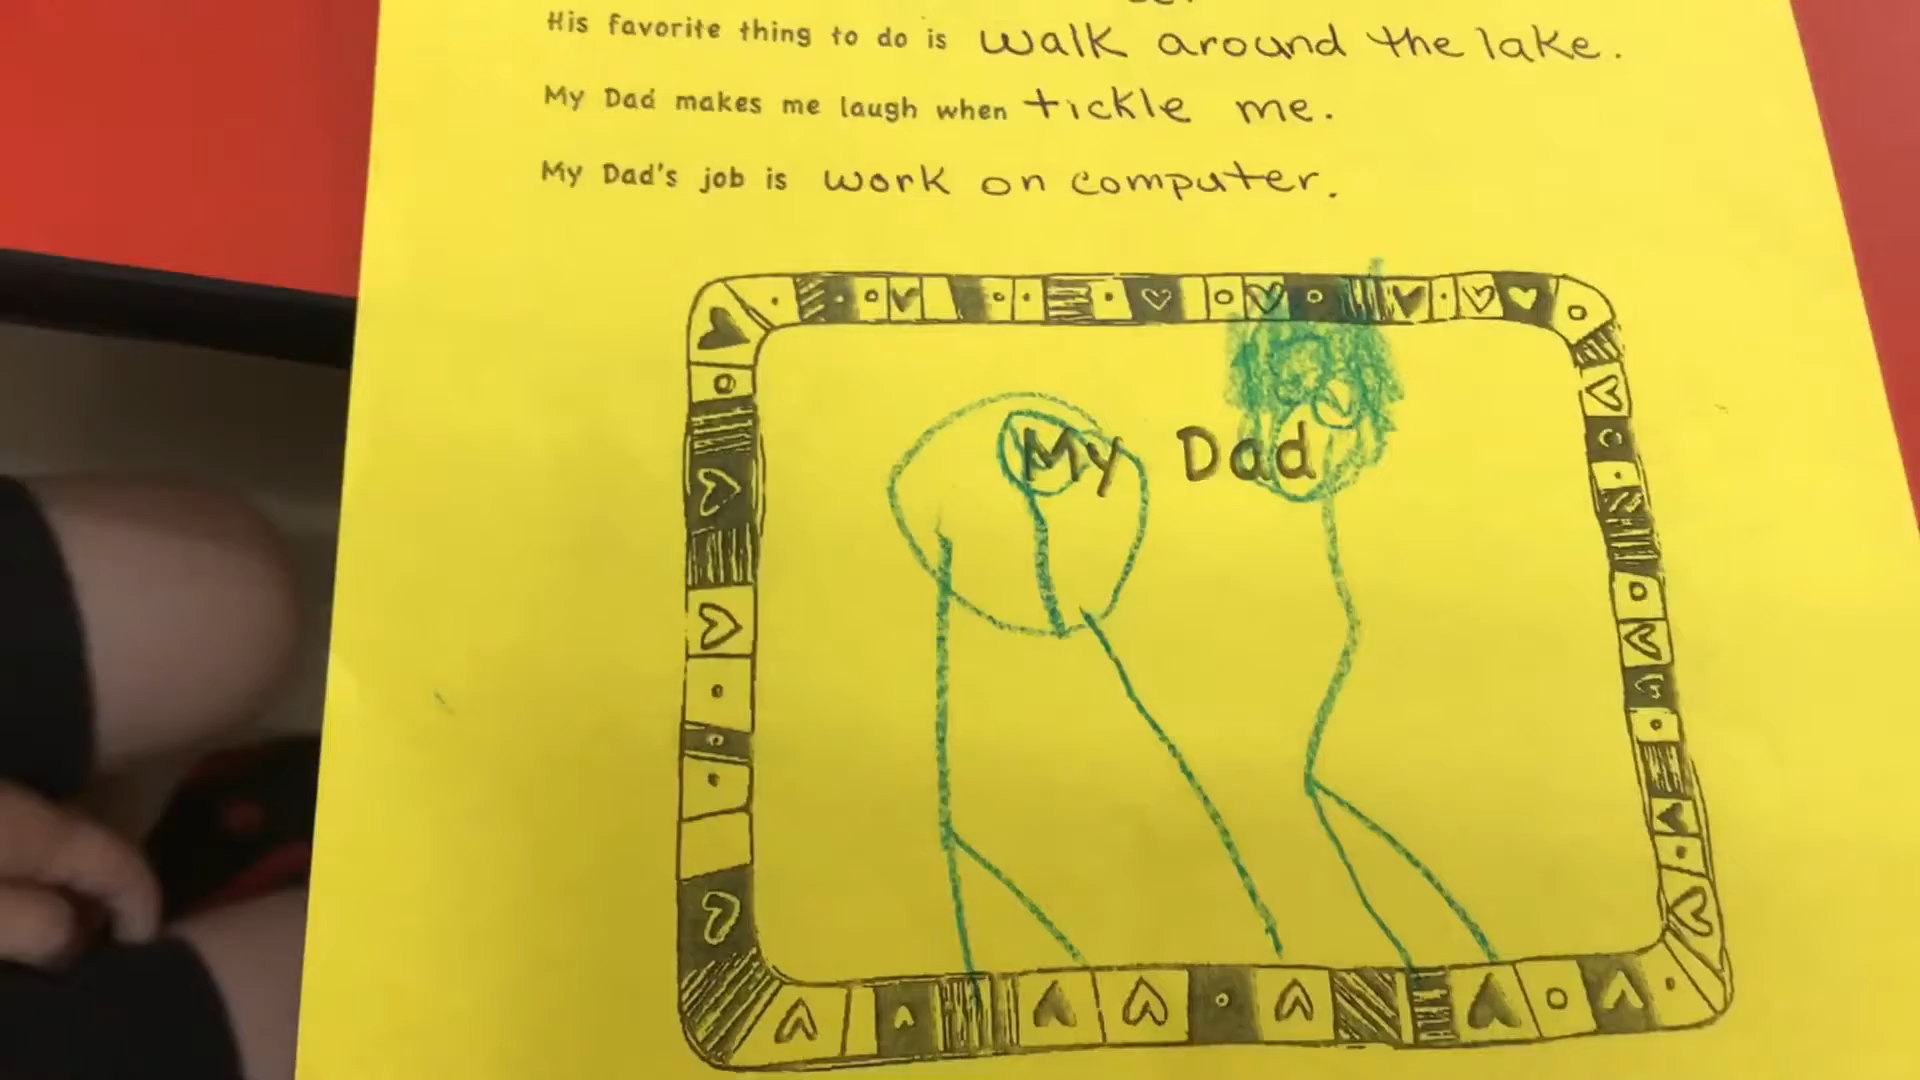 His favorite thing to do is walk around the lake.
My Dad makes me laugh when tickle me.
My Dad's job is work on computer.
My Dad